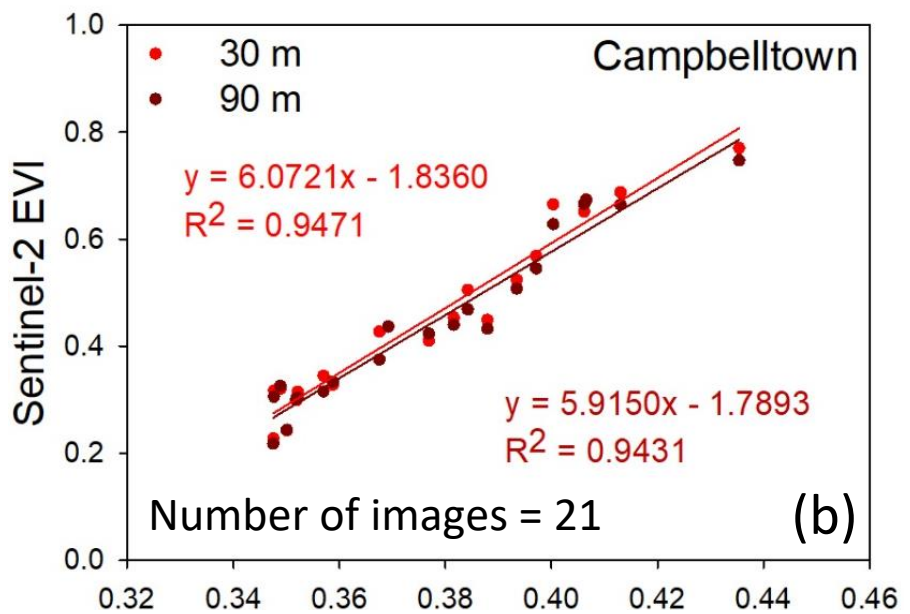 1.0
30 m
Campbelltown
90 m
0.8
y = 6.0721x - 1.8360
R² = 0.9471
0.6
Sentinel-2 EVI
0.4
y = 5.9150x - 1.7893
R² = 0.9431
0.2
Number of images = 21
(b)
0.0
0.32 0.34 0.36 0.38 0.40 0.42 0.44 0.46